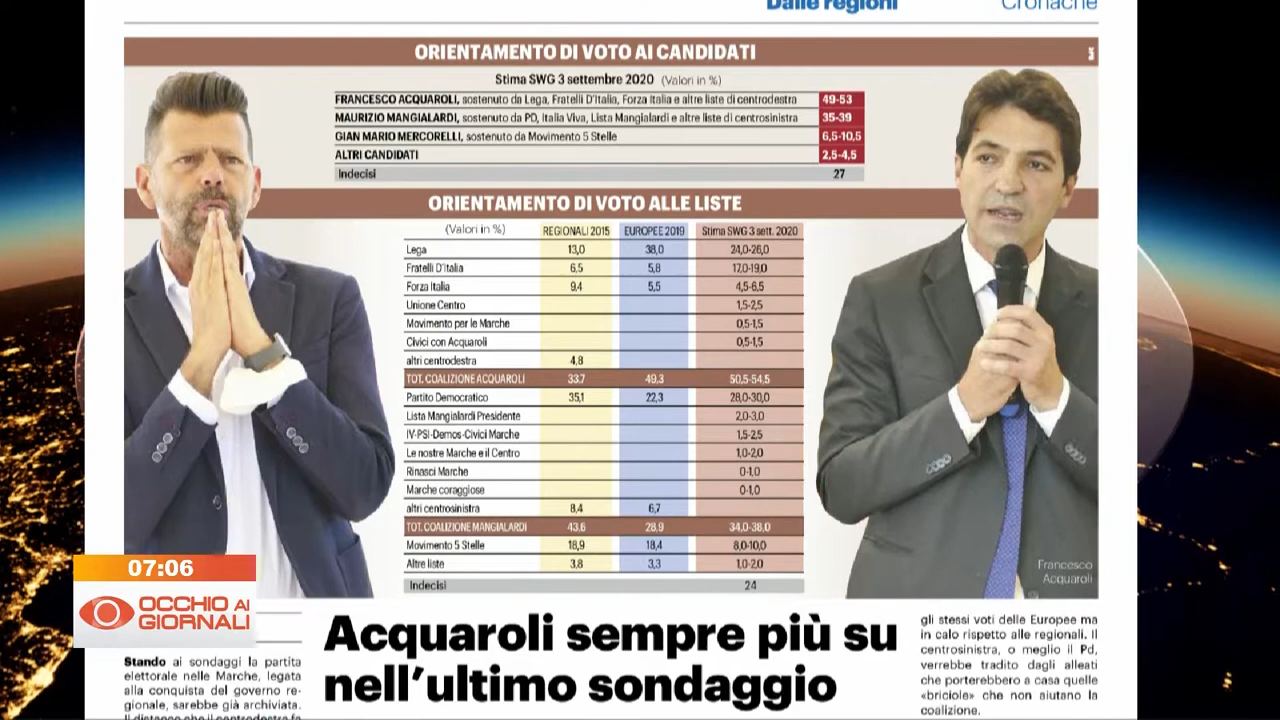 Dalle regioni
Cronache
ORIENTAMENTO DI VOTO AI CANDIDATI
Stima SWG 3 settembre 2020 (Valori in %)
FRANCESCO ACQUAROLI, sostenuto da Lega, Fratelli D'Italia, Forza Italia e altre liste di centrodestra 49-53
MAURIZIO MANGIALARDI, sostenuto da PD, Italia Viva, Lista Mangialardi e altre liste di centrosinistra 35-39
GIAN MARIO MERCORELLI, sostenuto da Movimento 5 Stelle 6,5-10,5
ALTRI CANDIDATI 2,5-4,5
Indecisi 27
ORIENTAMENTO DI VOTO ALLE LISTE
(Valori in %) REGIONALI 2015 EUROPEE 2019 Stima SWG 3 sett. 2020
Lega 13,0 38,0 24,0-26,0
Fratelli D'Italia 6,5 5,8 17,0-19,0
Forza Italia 9,4 5,5 4,5-6,5
Unione Centro 1,5-2,5
Movimento per le Marche 0,5-1,5
Civici con Acquaroli 0,5-1,5
altri centrodestra 4,8
TOT. COALIZIONE ACQUAROLI 33,7 49,3 50,5-54,5
Partito Democratico 35,1 22,3 28,0-30,0
Lista Mangialardi Presidente 2,0-3,0
IV-PSI-Demos-Civici Marche 1,5-2,5
Le nostre Marche e il Centro 1,0-2,0
Rinasci Marche 0-1,0
Marche coraggiose 0-1,0
altri centrosinistra 8,4 6,7
TOT. COALIZIONE MANGIALARDI 43,6 28,9 34,0-38,0
Movimento 5 Stelle 18,9 18,4 8,0-10,0
Altre liste 3,8 3,3 1,0-2,0
Indecisi 24
Francesco
Acquaroli
07:06
OCCHIO AI
GIORNALI
Acquaroli sempre più su
nell'ultimo sondaggio
Stando ai sondaggi la partita
elettorale nelle Marche, legata
alla conquista del governo re-
gionale, sarebbe già archiviata.
Il distacco che il centrodestra fa
gli stessi voti delle Europee ma
in calo rispetto alle regionali. Il
centrosinistra, o meglio il Pd,
verrebbe tradito dagli alleati
che porterebbero a casa quelle
«briciole» che non aiutano la
coalizione.